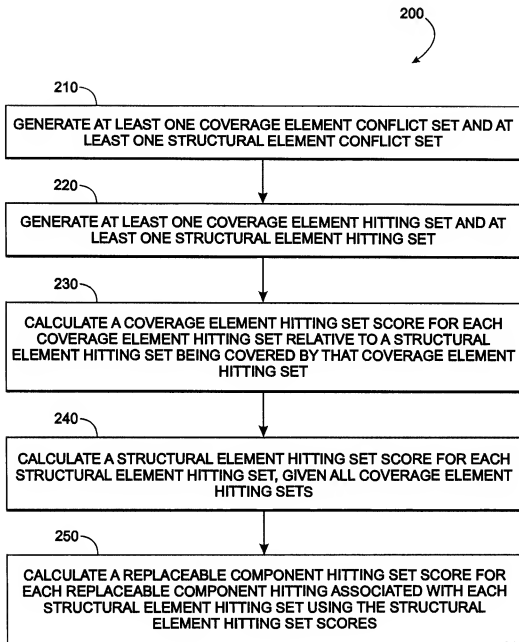 200
210
GENERATE AT LEAST ONE COVERAGE ELEMENT CONFLICT SET AND AT
LEAST ONE STRUCTURAL ELEMENT CONFLICT SET
220
GENERATE AT LEAST ONE COVERAGE ELEMENT HITTING SET AND AT
LEAST ONE STRUCTURAL ELEMENT HITTING SET
230
CALCULATE A COVERAGE ELEMENT HITTING SET SCORE FOR EACH
COVERAGE ELEMENT HITTING SET RELATIVE TO A STRUCTURAL
ELEMENT HITTING SET BEING COVERED BY THAT COVERAGE ELEMENT
HITTING SET
240
CALCULATE A STRUCTURAL ELEMENT HITTING SET SCORE FOR EACH
STRUCTURAL ELEMENT HITTING SET, GIVEN ALL COVERAGE ELEMENT
HITTING SETS
250
CALCULATE A REPLACEABLE COMPONENT HITTING SET SCORE FOR
EACH REPLACEABLE COMPONENT HITTING ASSOCIATED WITH EACH
STRUCTURAL ELEMENT HITTING SET USING THE STRUCTURAL
ELEMENT HITTING SET SCORES